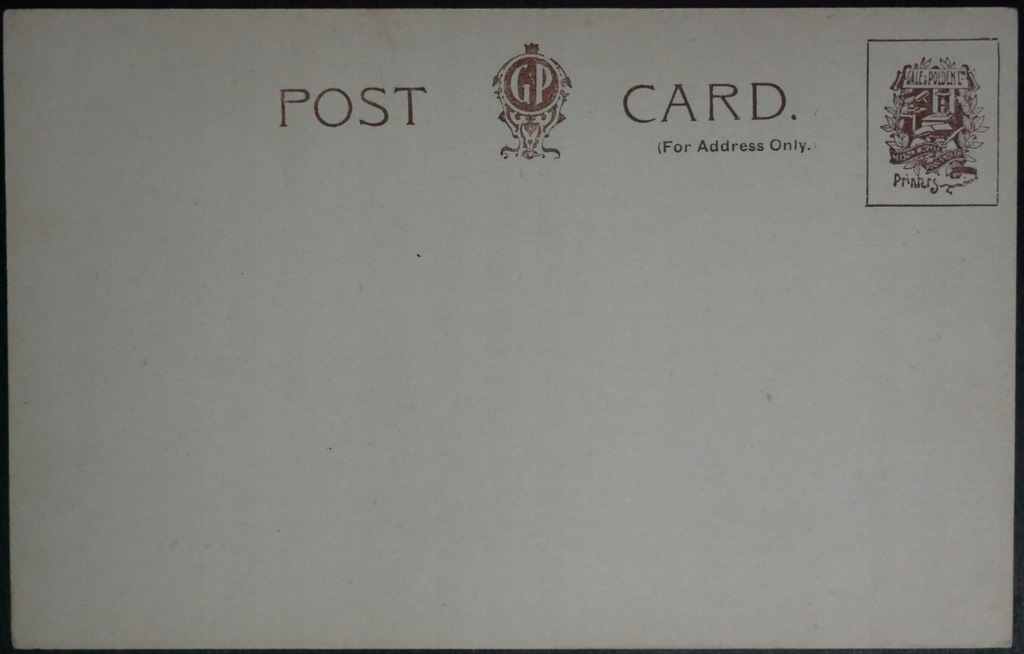 POST GP CARD.
(For Address Only.)
GALE & POLDEN LTD
Printers